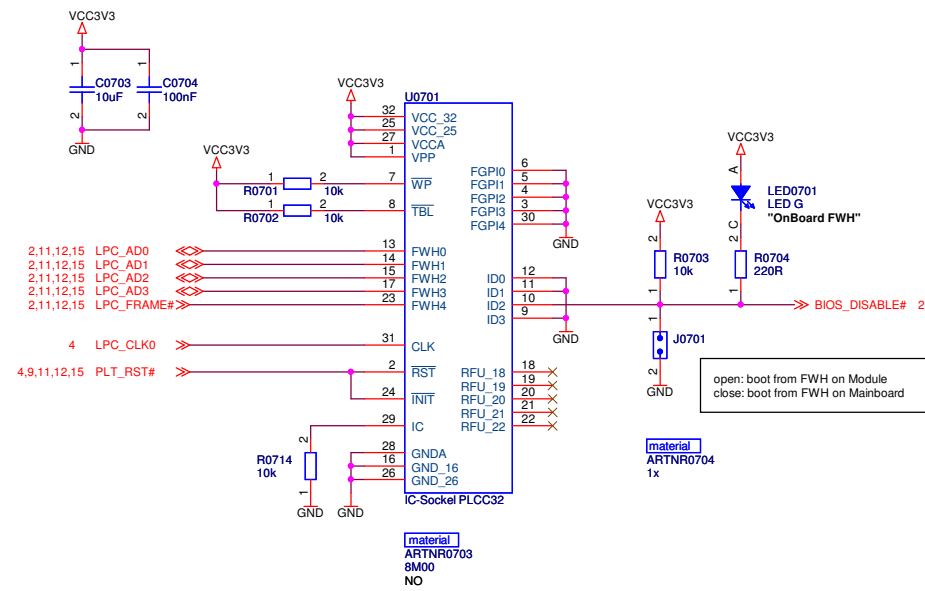 VCC3V3
1 1
C0703 C0704
10uF 100nF
2 2
GND
VCC3V3
U0701
32 VCC_32
25 VCC_25
27 VCCA
1 VPP
VCC3V3
1 2 7 WP
R0701 10k
1 2 8 TBL
R0702 10k
2,11,12,15 LPC_AD0 13 FWH0
2,11,12,15 LPC_AD1 14 FWH1
2,11,12,15 LPC_AD2 15 FWH2
2,11,12,15 LPC_AD3 17 FWH3
2,11,12,15 LPC_FRAME# 23 FWH4
4 LPC_CLK0 31 CLK
4,9,11,12,15 PLT_RST# 2 RST
24 INIT
29 IC
2
R0714
10k
1
GND
28 GNDA
16 GND_16
26 GND_26
GND
IC-Sockel PLCC32
FGPI0 6
FGPI1 5
FGPI2 4
FGPI3 3
FGPI4 30
GND
ID0 12
ID1 11
ID2 10
ID3 9
GND
RFU_18 18
RFU_19 19
RFU_20 20
RFU_21 21
RFU_22 22
material
ARTNR0703
8M00
NO
VCC3V3
A
LED0701
LED G
"OnBoard FWH"
C
VCC3V3
2 2
R0703 R0704
10k 220R
1 1
BIOS_DISABLE# 2
1
J0701
2
GND
open: boot from FWH on Module
close: boot from FWH on Mainboard
material
ARTNR0704
1x